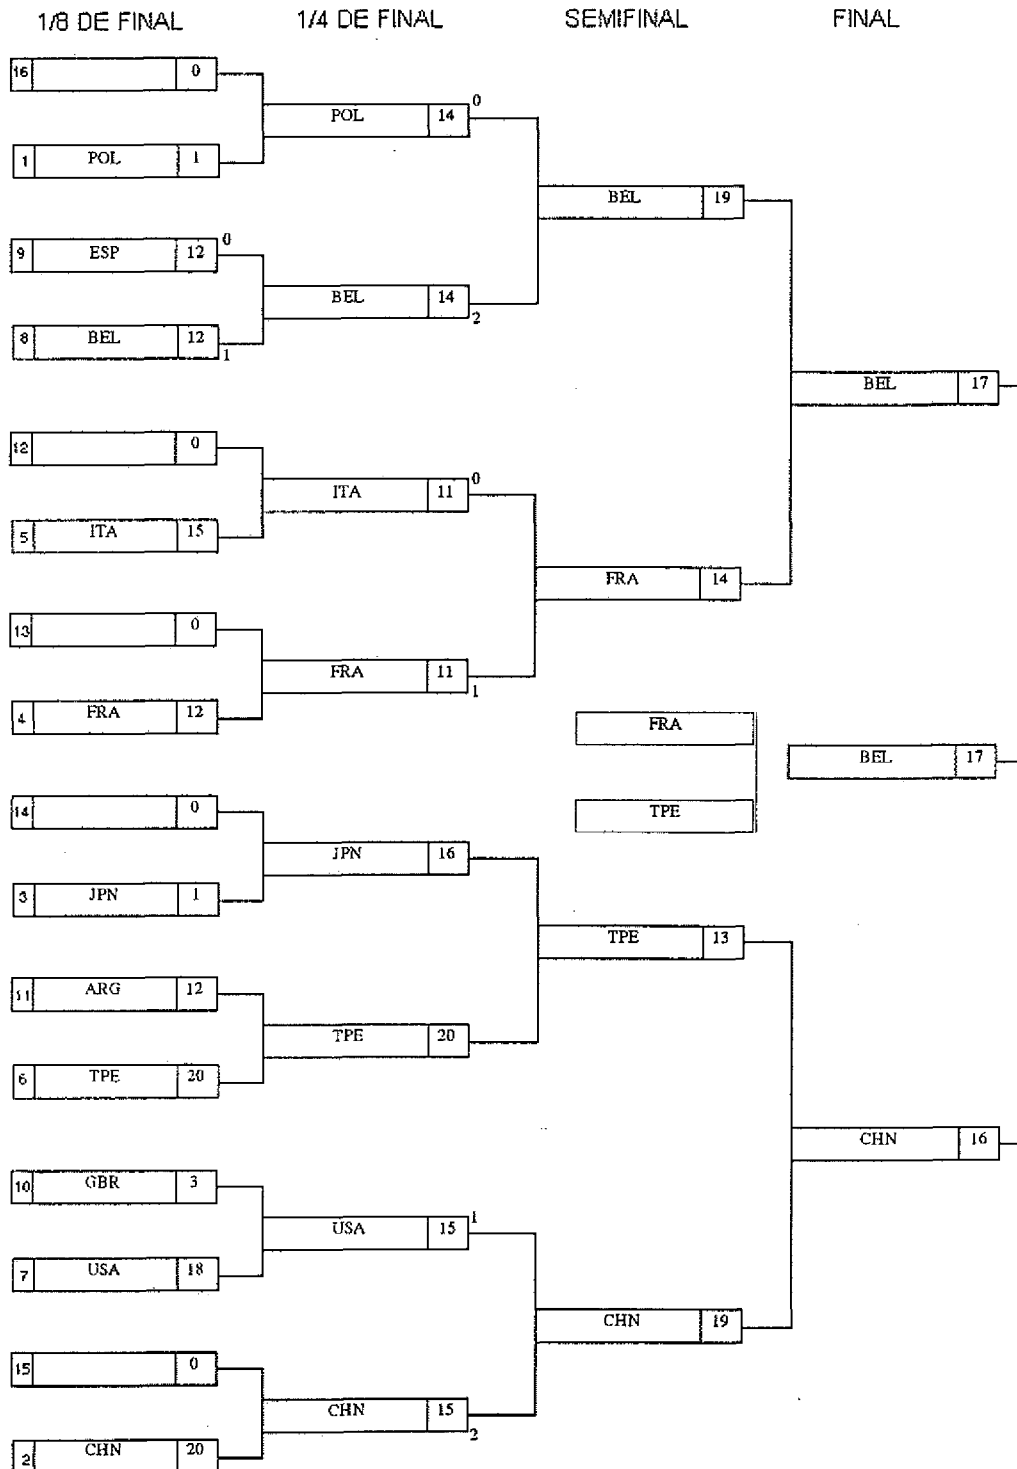 1/8 DE FINAL 1/4 DE FINAL SEMIFINAL FINAL
16 0
POL 14 0
1 POL 1
BEL 19
9 ESP 12 0
BEL 14 2
8 BEL 12 1
BEL 17
12 0
ITA 11 0
5 ITA 15
FRA 14
13 0
FRA 11 1
4 FRA 12
FRA
BEL 17
TPE
14 0
JPN 16
3 JPN 1
TPE 13
11 ARG 12
TPE 20
6 TPE 20
CHN 16
10 GBR 3
USA 15 1
7 USA 18
CHN 19
15 0
CHN 15 2
2 CHN 20